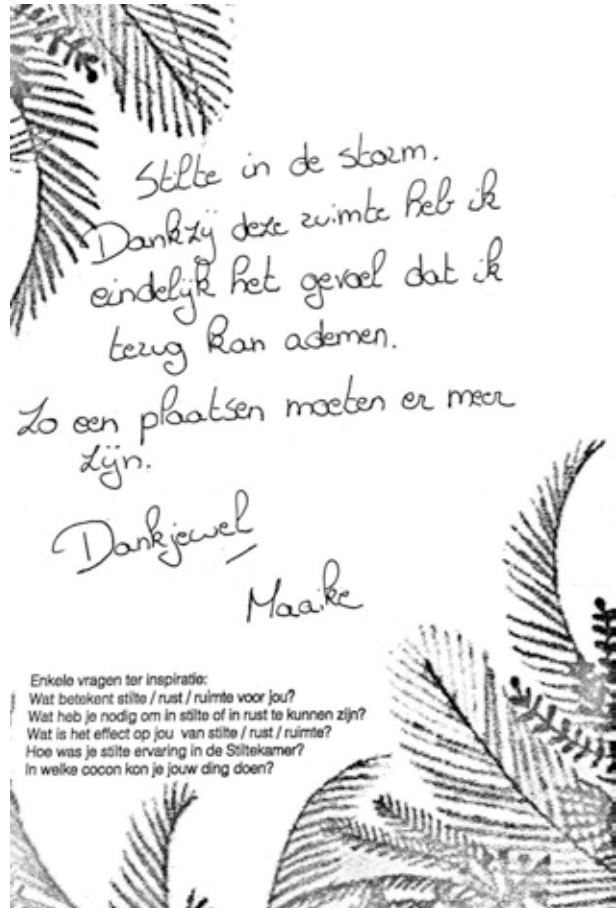 Stilte in de storm.
Dankzij deze ruimte heb ik
eindelijk het gevoel dat ik
terug kan ademen.
Zo een plaatsen moeten er meer
zijn.
Dankjewel
Maaike
Enkele vragen ter inspiratie:
Wat betekent stilte / rust / ruimte voor jou?
Wat heb je nodig om in stilte of in rust te kunnen zijn?
Wat is het effect op jou van stilte / rust / ruimte?
Hoe was je stilte ervaring in de Stiltekamer?
In welke cocon kon je jouw ding doen?